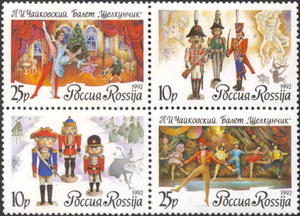 П.И.Чайковский. Балет „Щелкунчик"
25р
1992
Россия Rossija
10р
1992
Россия Rossija
10р
1992
Россия Rossija
П.И.Чайковский. Балет „Щелкунчик"
25р
1992
Россия Rossija